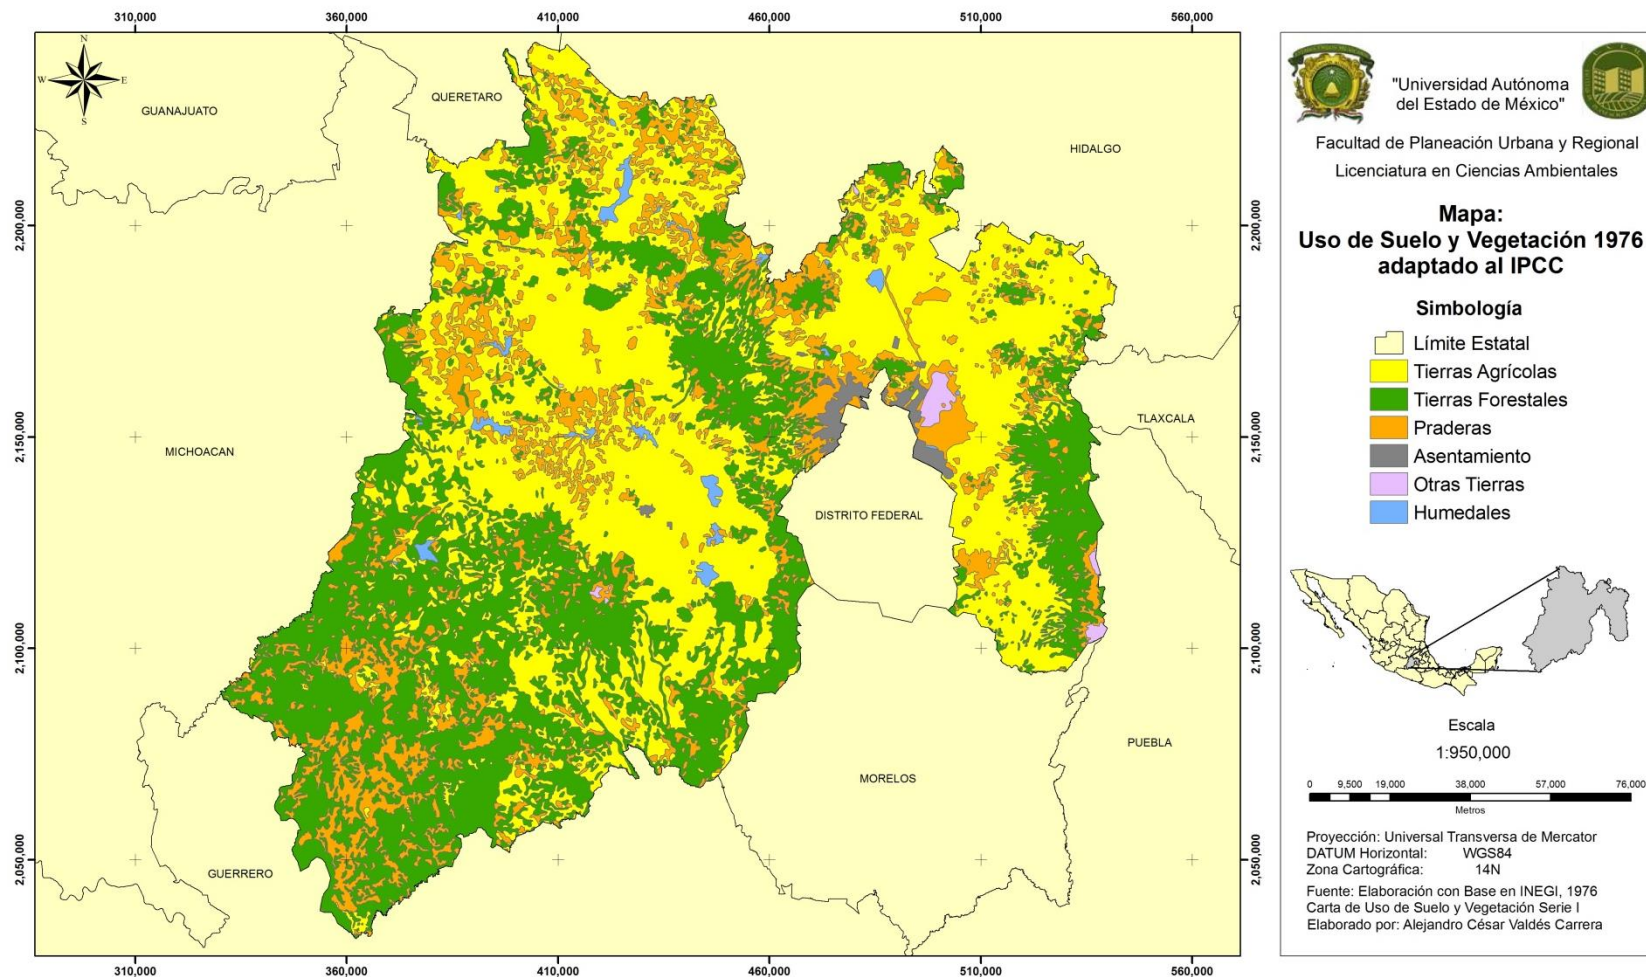 310,000
360,000
410,000
460,000
510,000
560,000
N
W
E
S
GUANAJUATO
QUERETARO
HIDALGO
2,200,000
2,200,000
2,150,000
2,150,000
MICHOACAN
TLAXCALA
DISTRITO FEDERAL
2,100,000
2,100,000
PUEBLA
MORELOS
2,050,000
2,050,000
GUERRERO
310,000
360,000
410,000
460,000
510,000
560,000
"Universidad Autónoma
del Estado de México"
Facultad de Planeación Urbana y Regional
Licenciatura en Ciencias Ambientales
Mapa:
Uso de Suelo y Vegetación 1976
adaptado al IPCC
Simbología
Límite Estatal
Tierras Agrícolas
Tierras Forestales
Praderas
Asentamiento
Otras Tierras
Humedales
Escala
1:950,000
0 9,500 19,000 38,000 57,000 76,000
Metros
Proyección: Universal Transversa de Mercator
DATUM Horizontal: WGS84
Zona Cartográfica: 14N
Fuente: Elaboración con Base en INEGI, 1976
Carta de Uso de Suelo y Vegetación Serie I
Elaborado por: Alejandro César Valdés Carrera